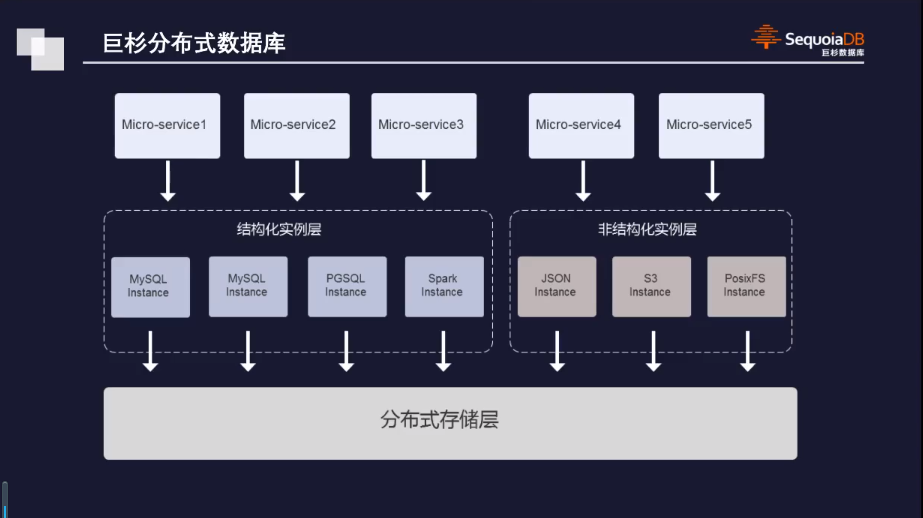 巨杉分布式数据库
SequoiaDB
巨杉数据库
Micro-service1
Micro-service2
Micro-service3
Micro-service4
Micro-service5
结构化实例层
非结构化实例层
MySQL
Instance
MySQL
Instance
PGSQL
Instance
Spark
Instance
JSON
Instance
S3
Instance
PosixFS
Instance
分布式存储层